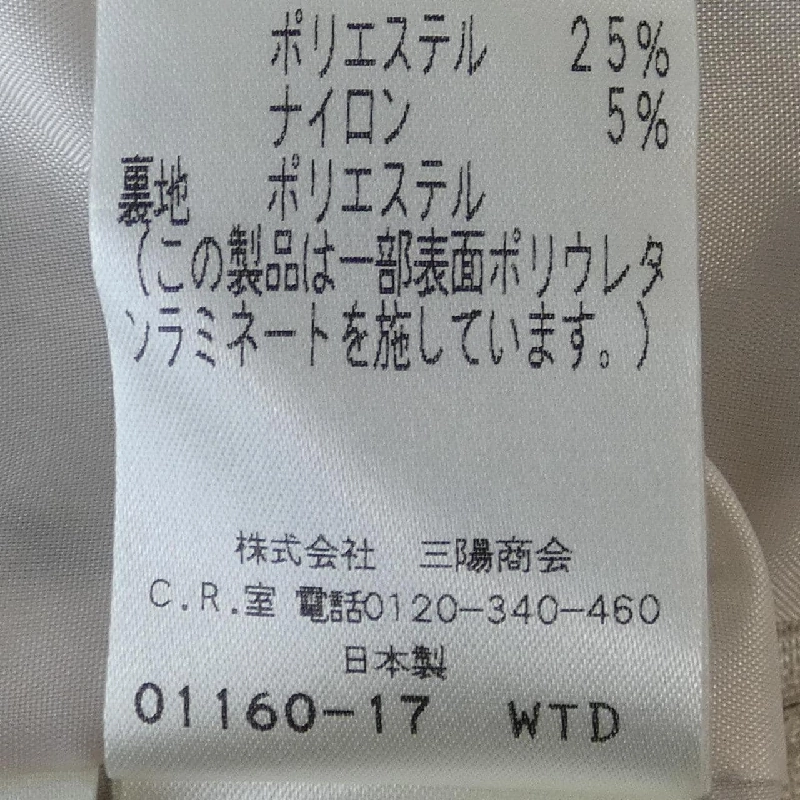 ポリエステル 25%
ナイロン 5%
裏地 ポリエステル
(この製品は一部表面ポリウレタ
ンラミネートを施しています。)
株式会社 三陽商会
C.R.室 電話0120-340-460
日本製
01160-17 WTD